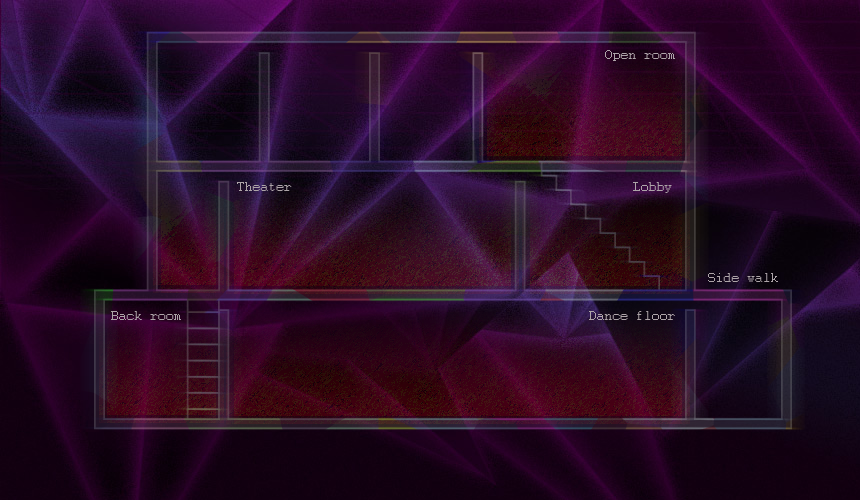 Open room
Theater
Lobby
Side walk
Back room
Dance floor